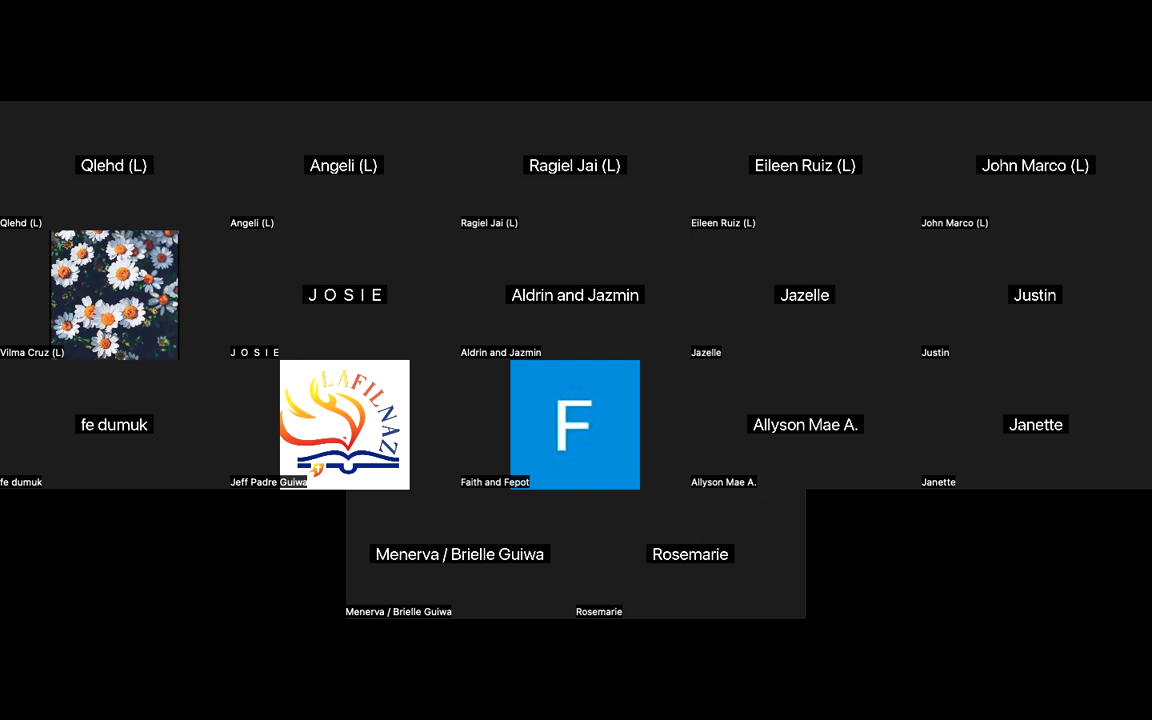 Qlehd (L)
Angeli (L)
Ragiel Jai (L)
Eileen Ruiz (L)
John Marco (L)
Qlehd (L)
Angeli (L)
Ragiel Jai (L)
Eileen Ruiz (L)
John Marco (L)
J O S I E
Aldrin and Jazmin
Jazelle
Justin
Vilma Cruz (L)
J O S I E
Aldrin and Jazmin
Jazelle
Justin
fe dumuk
LAFILNAZ
F
Allyson Mae A.
Janette
fe dumuk
Jeff Padre Guiwa
Faith and Fepot
Allyson Mae A.
Janette
Menerva / Brielle Guiwa
Rosemarie
Menerva / Brielle Guiwa
Rosemarie